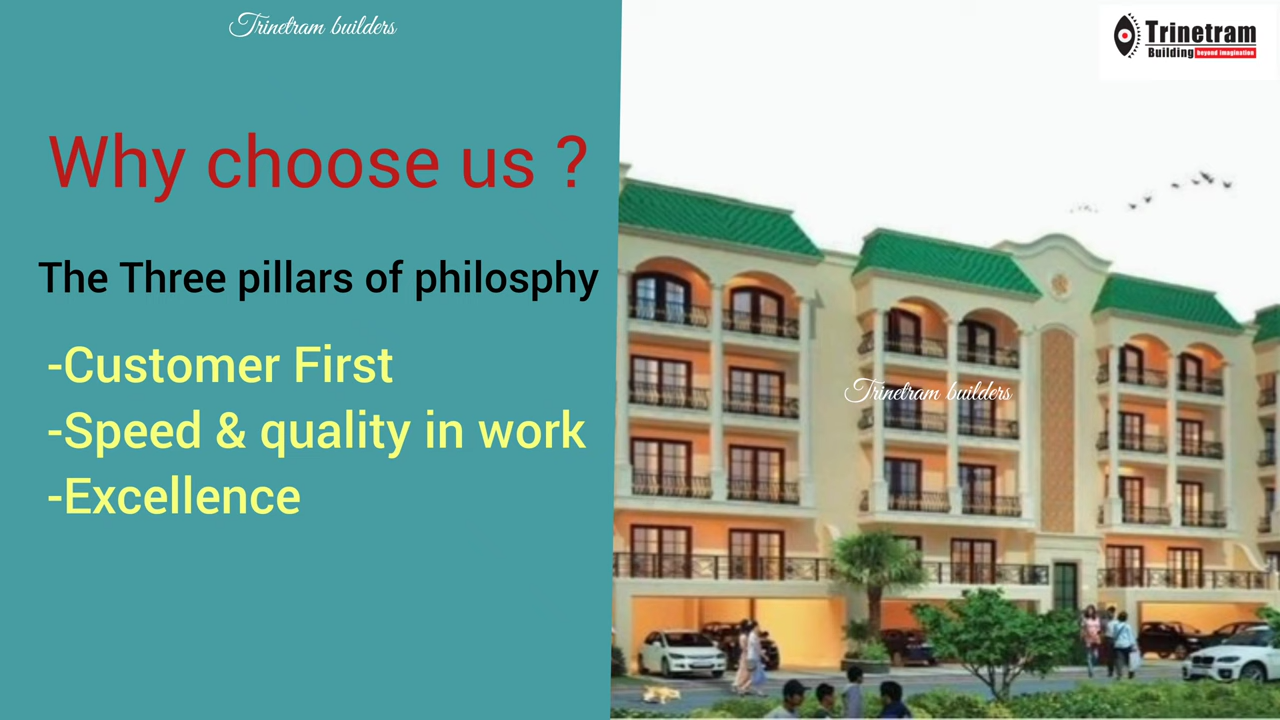 Trinetram builders
Trinetram
Building beyond imagination
Why choose us ?
The Three pillars of philosphy
-Customer First
-Speed & quality in work
-Excellence
Trinetram builders